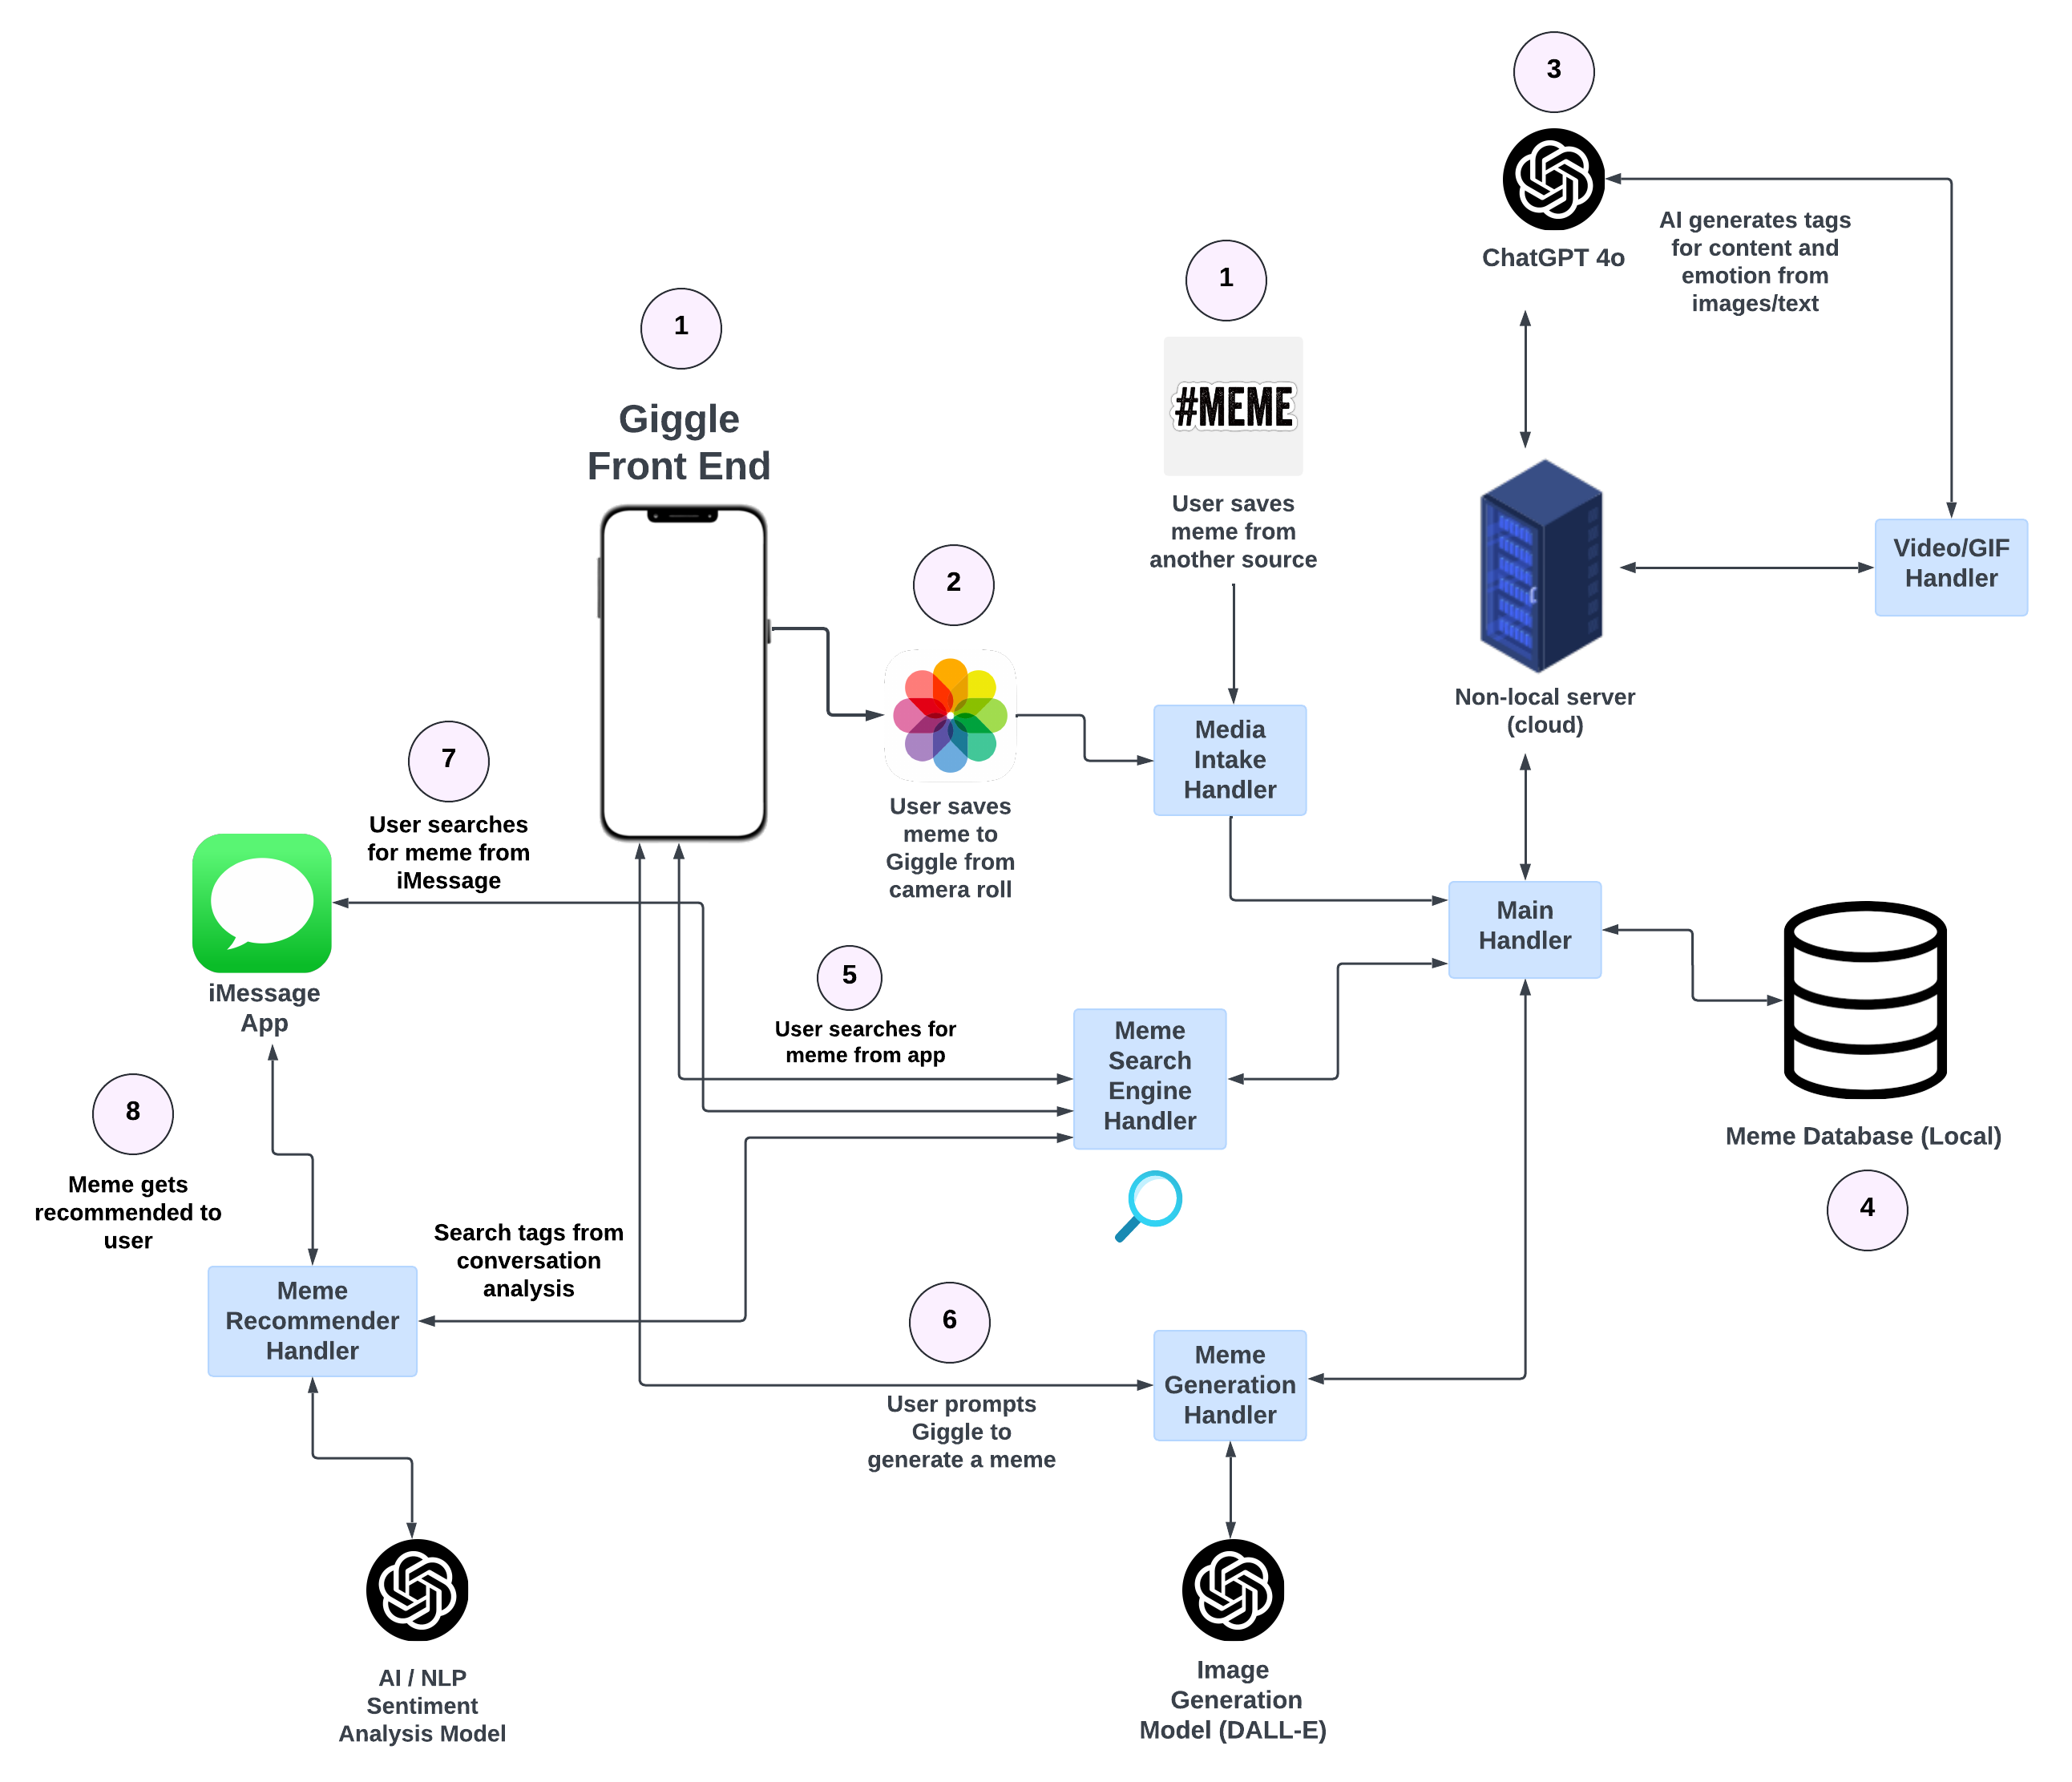 3
ChatGPT 4o
AI generates tags
for content and
emotion from
images/text
1
#MEME
User saves
meme from
another source
1
Giggle
Front End
2
User saves
meme to
Giggle from
camera roll
Media
Intake
Handler
Non-local server
(cloud)
Video/GIF
Handler
7
User searches
for meme from
iMessage
iMessage
App
Main
Handler
5
User searches for
meme from app
Meme
Search
Engine
Handler
Meme Database (Local)
4
8
Meme gets
recommended to
user
Search tags from
conversation
analysis
Meme
Recommender
Handler
6
User prompts
Giggle to
generate a meme
Meme
Generation
Handler
AI / NLP
Sentiment
Analysis Model
Image
Generation
Model (DALL-E)